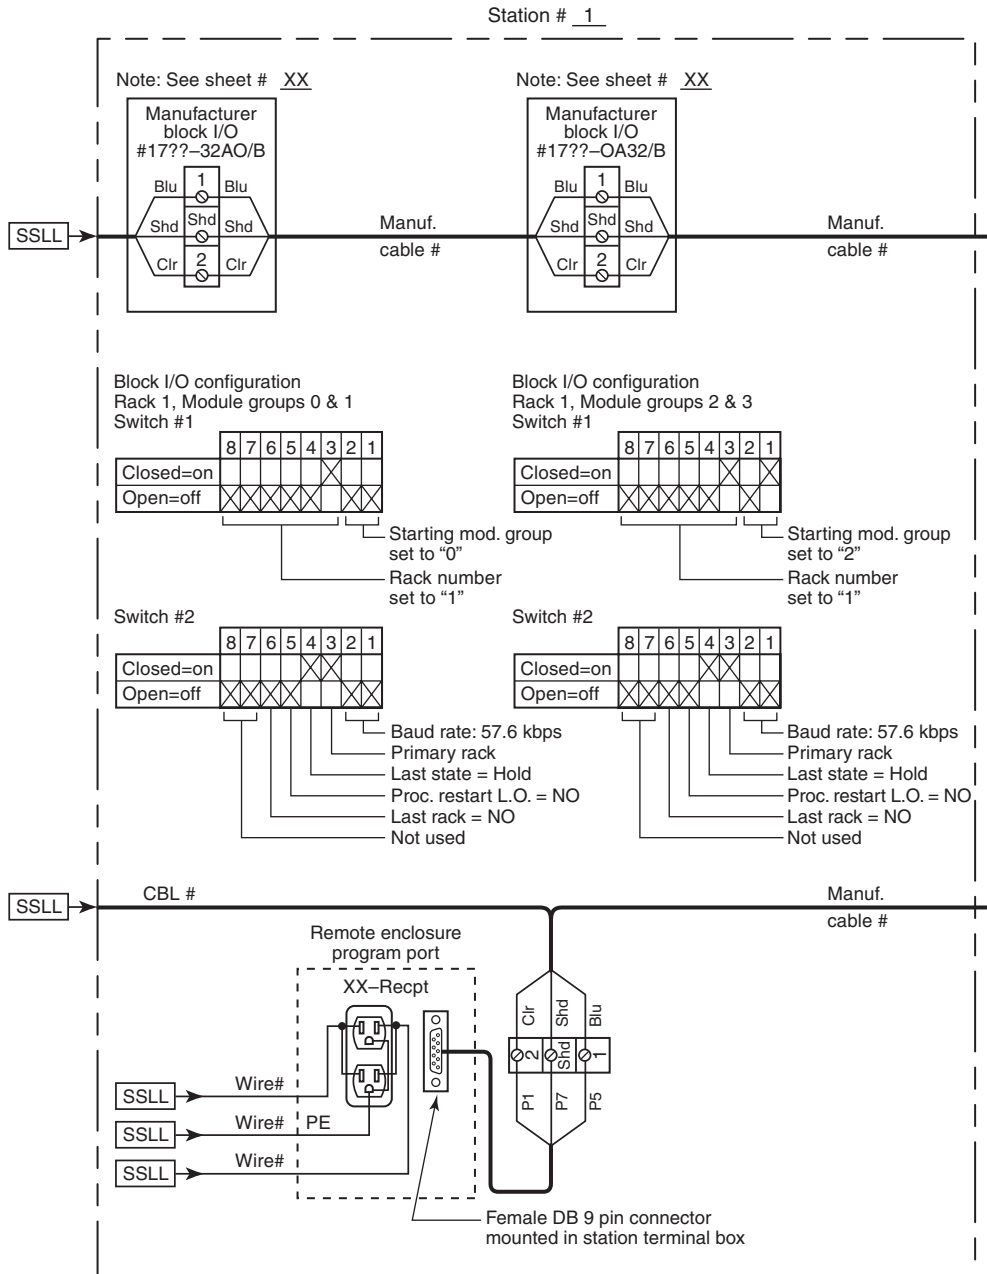 Station # 1
Note: See sheet # XX
Note: See sheet # XX
Manufacturer
block I/O
#17??–32AO/B
Manufacturer
block I/O
#17??–OA32/B
1
Blu Blu
Shd Shd Shd
2
Clr Clr
1
Blu Blu
Shd Shd Shd
2
Clr Clr
SSLL
Manuf.
cable #
Manuf.
cable #
Block I/O configuration
Rack 1, Module groups 0 & 1
Switch #1
8 7 6 5 4 3 2 1
Closed=on
Open=off
Starting mod. group
set to “0”
Rack number
set to “1”
Block I/O configuration
Rack 1, Module groups 2 & 3
Switch #1
8 7 6 5 4 3 2 1
Closed=on
Open=off
Starting mod. group
set to “2”
Rack number
set to “1”
Switch #2
8 7 6 5 4 3 2 1
Closed=on
Open=off
Baud rate: 57.6 kbps
Primary rack
Last state = Hold
Proc. restart L.O. = NO
Last rack = NO
Not used
Switch #2
8 7 6 5 4 3 2 1
Closed=on
Open=off
Baud rate: 57.6 kbps
Primary rack
Last state = Hold
Proc. restart L.O. = NO
Last rack = NO
Not used
SSLL
CBL #
Manuf.
cable #
Remote enclosure
program port
XX–Recpt
Clr Shd Blu
2 Shd 1
P1 P7 P5
SSLL Wire#
SSLL Wire# PE
SSLL Wire#
Female DB 9 pin connector
mounted in station terminal box